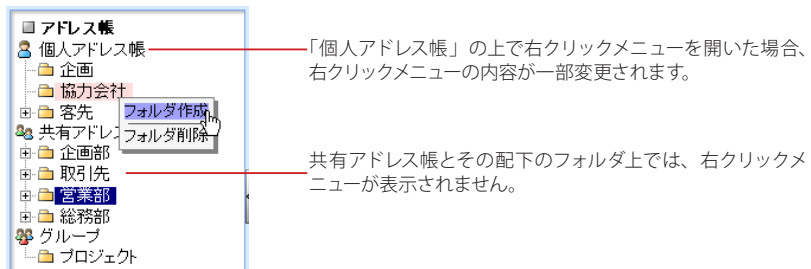 アドレス帳
個人アドレス帳
企画
協力会社
客先
フォルダ作成
フォルダ削除
共有アドレス
企画部
取引先
営業部
総務部
グループ
プロジェクト
「個人アドレス帳」の上で右クリックメニューを開いた場合、
右クリックメニューの内容が一部変更されます。
共有アドレス帳とその配下のフォルダ上では、右クリックメ
ニューが表示されません。